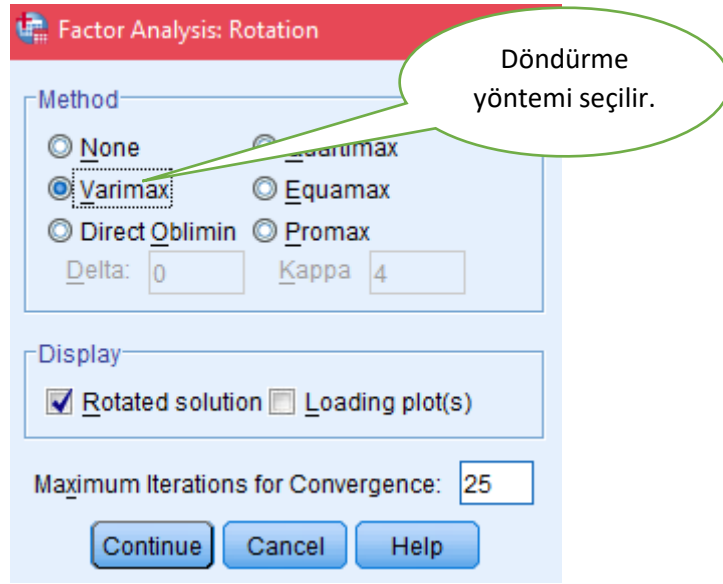 Factor Analysis: Rotation
Döndürme
yöntemi seçilir.
Method
None
Varimax
Equamax
Direct Oblimin
Promax
Delta: 0
Kappa 4
Display
Rotated solution
Loading plot(s)
Maximum Iterations for Convergence: 25
Continue
Cancel
Help